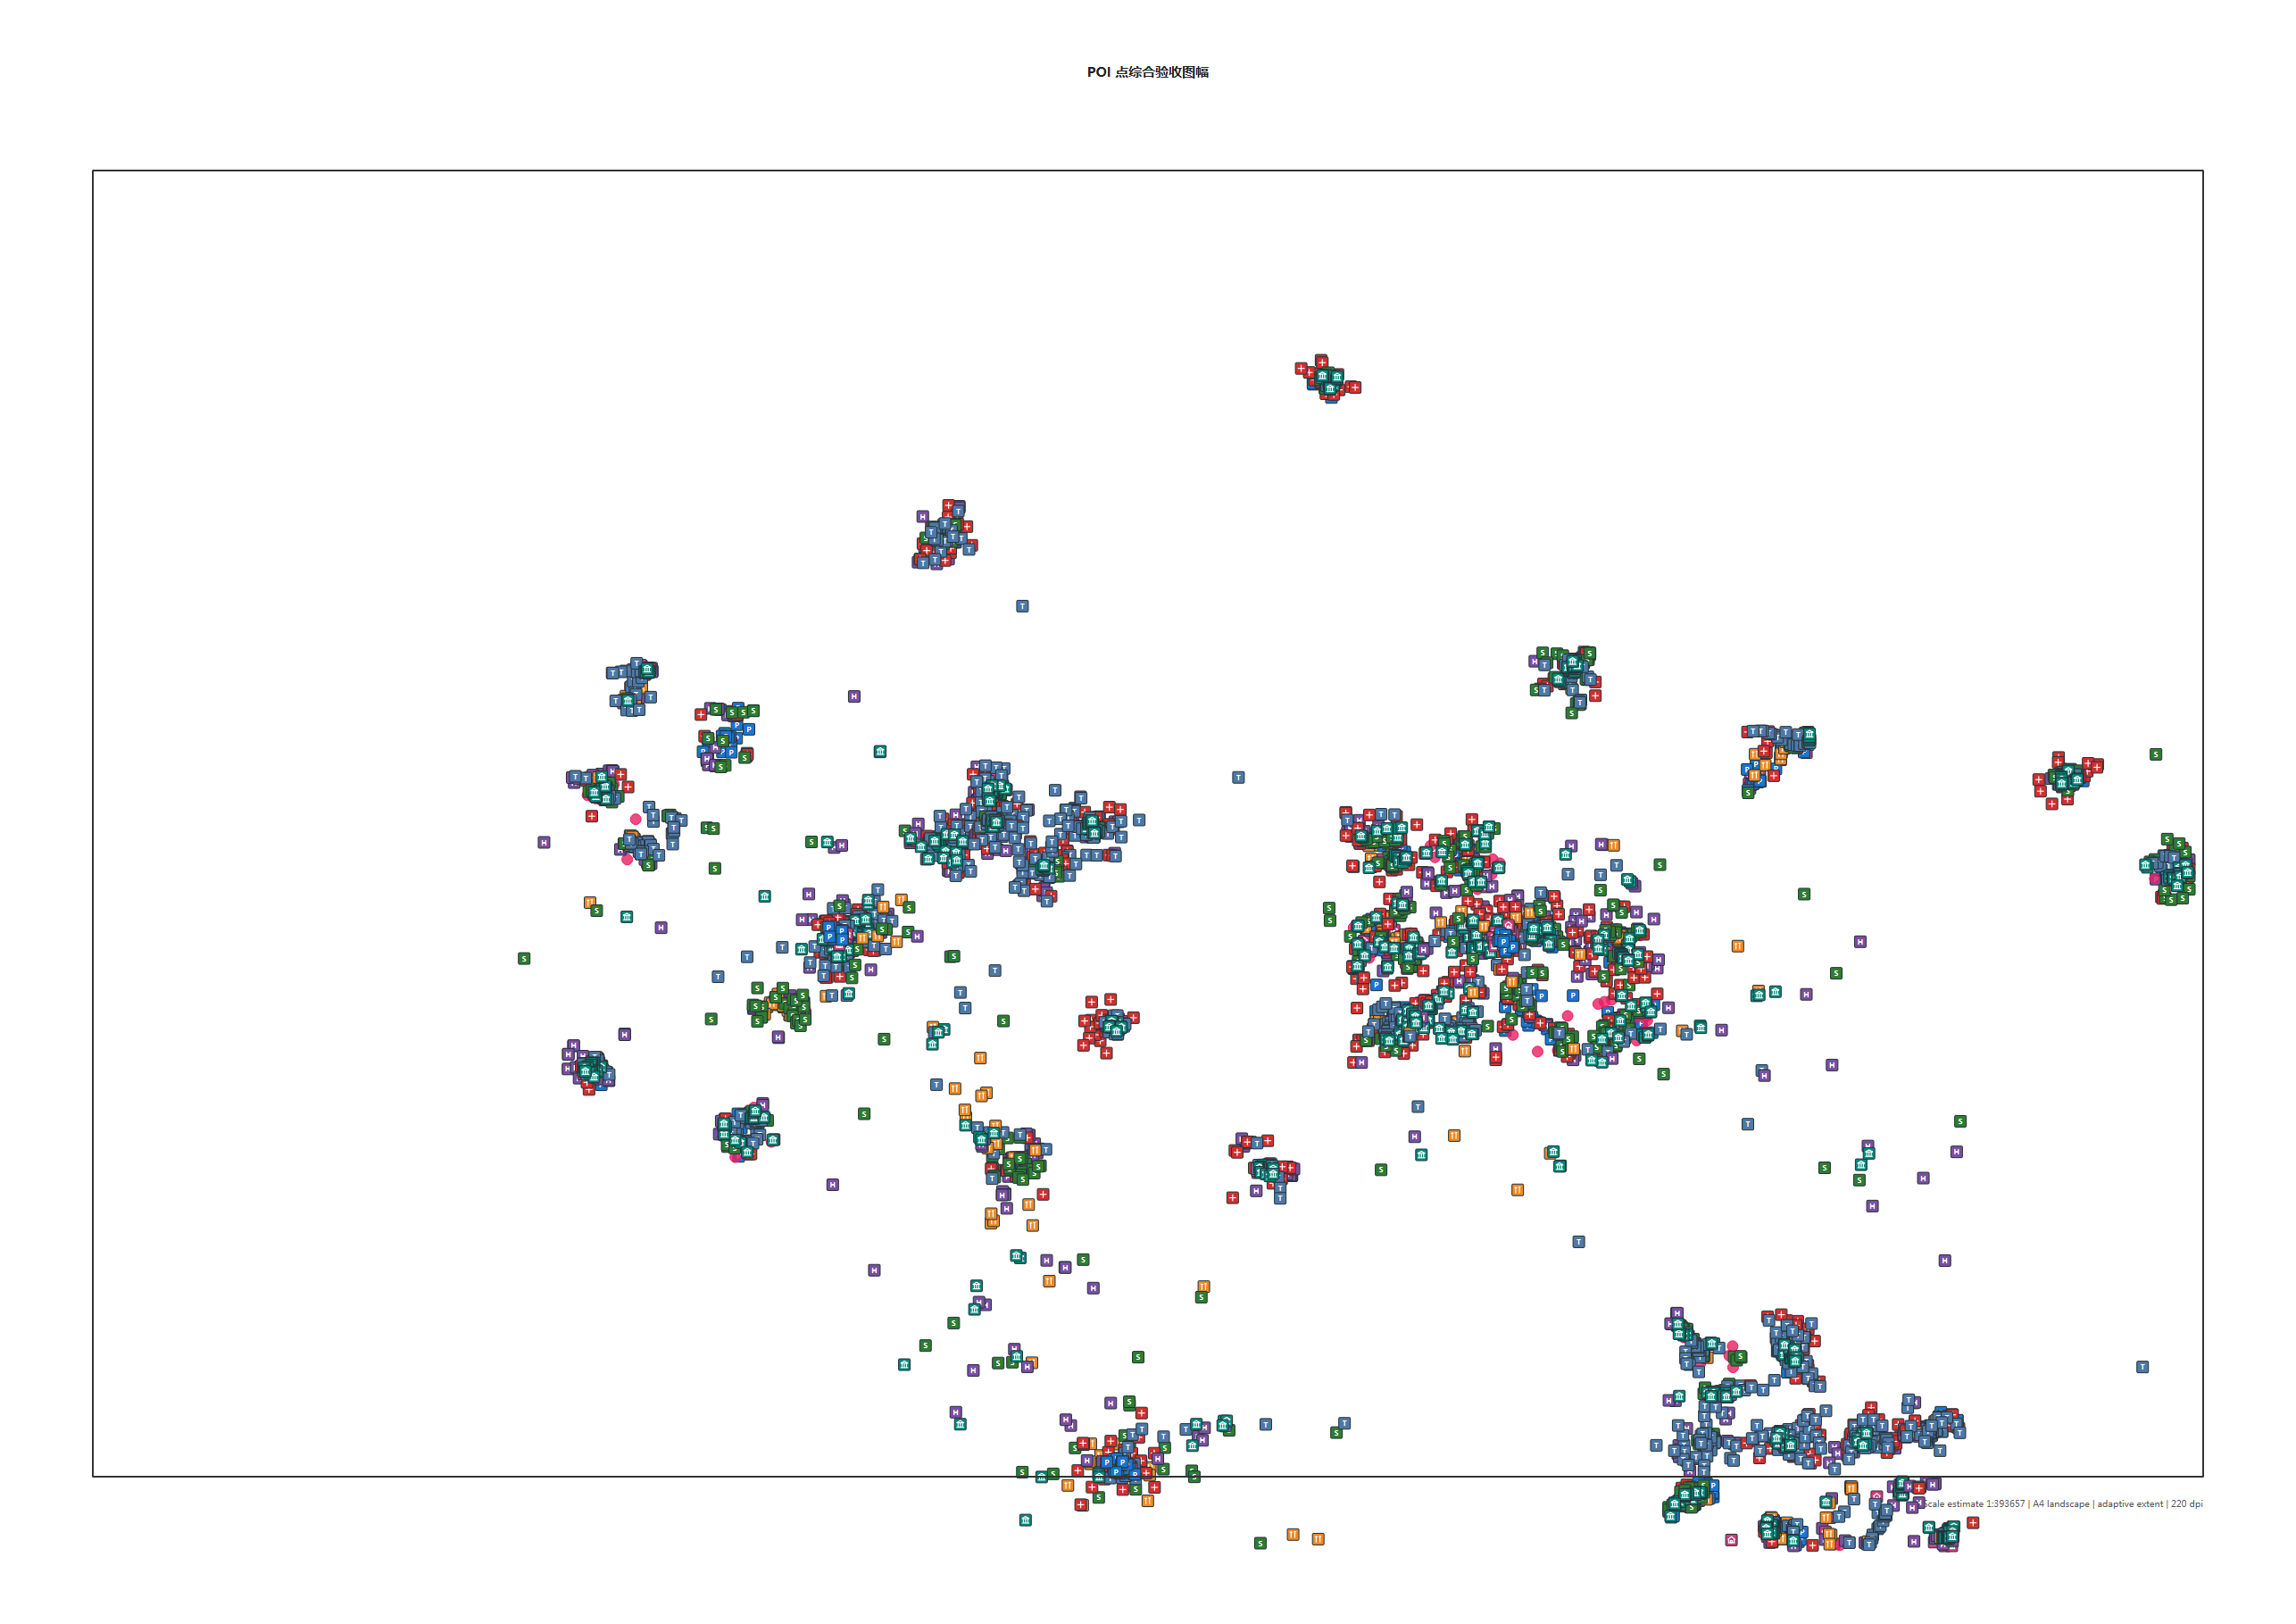 POI 点综合验收图幅
Scale estimate 1:393657 | A4 landscape | adaptive extent | 220 dpi